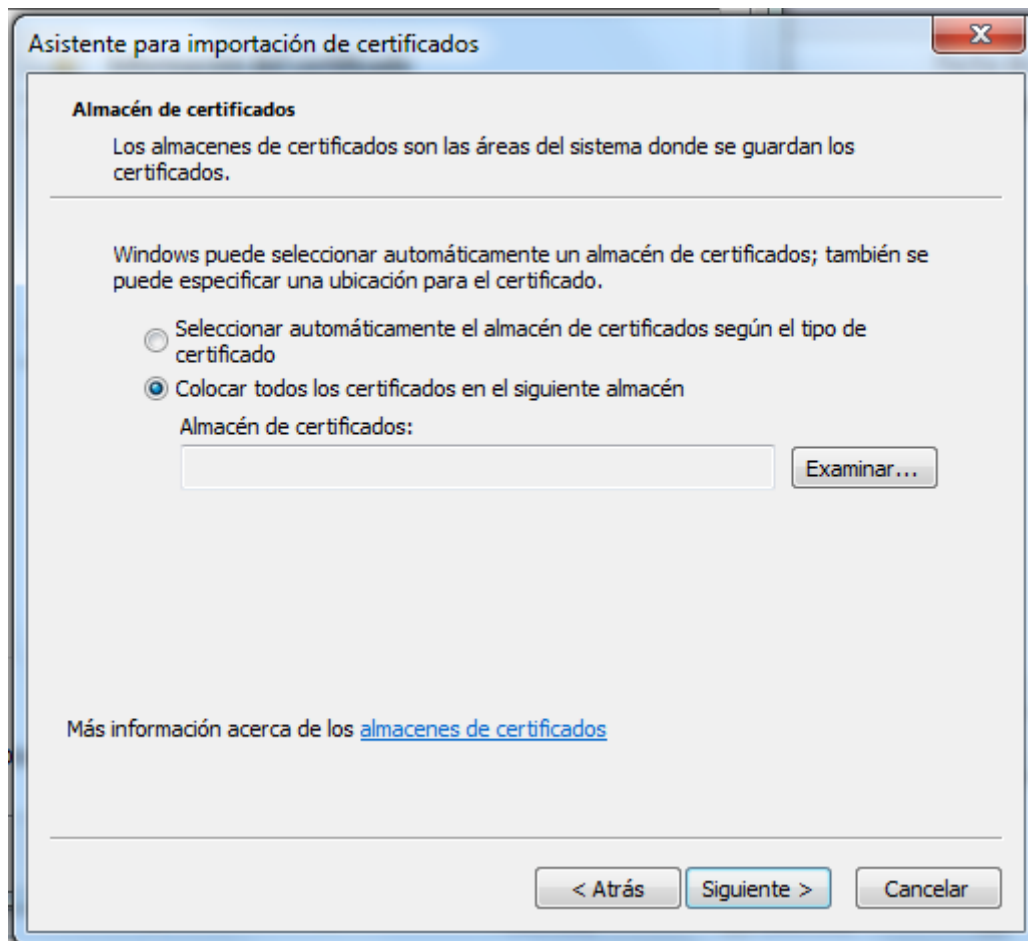 Asistente para importación de certificados
Almacén de certificados
Los almacenes de certificados son las áreas del sistema donde se guardan los
certificados.
Windows puede seleccionar automáticamente un almacén de certificados; también se
puede especificar una ubicación para el certificado.
Seleccionar automáticamente el almacén de certificados según el tipo de
certificado
Colocar todos los certificados en el siguiente almacén
Almacén de certificados:
Examinar...
Más información acerca de los almacenes de certificados
< Atrás
Siguiente >
Cancelar